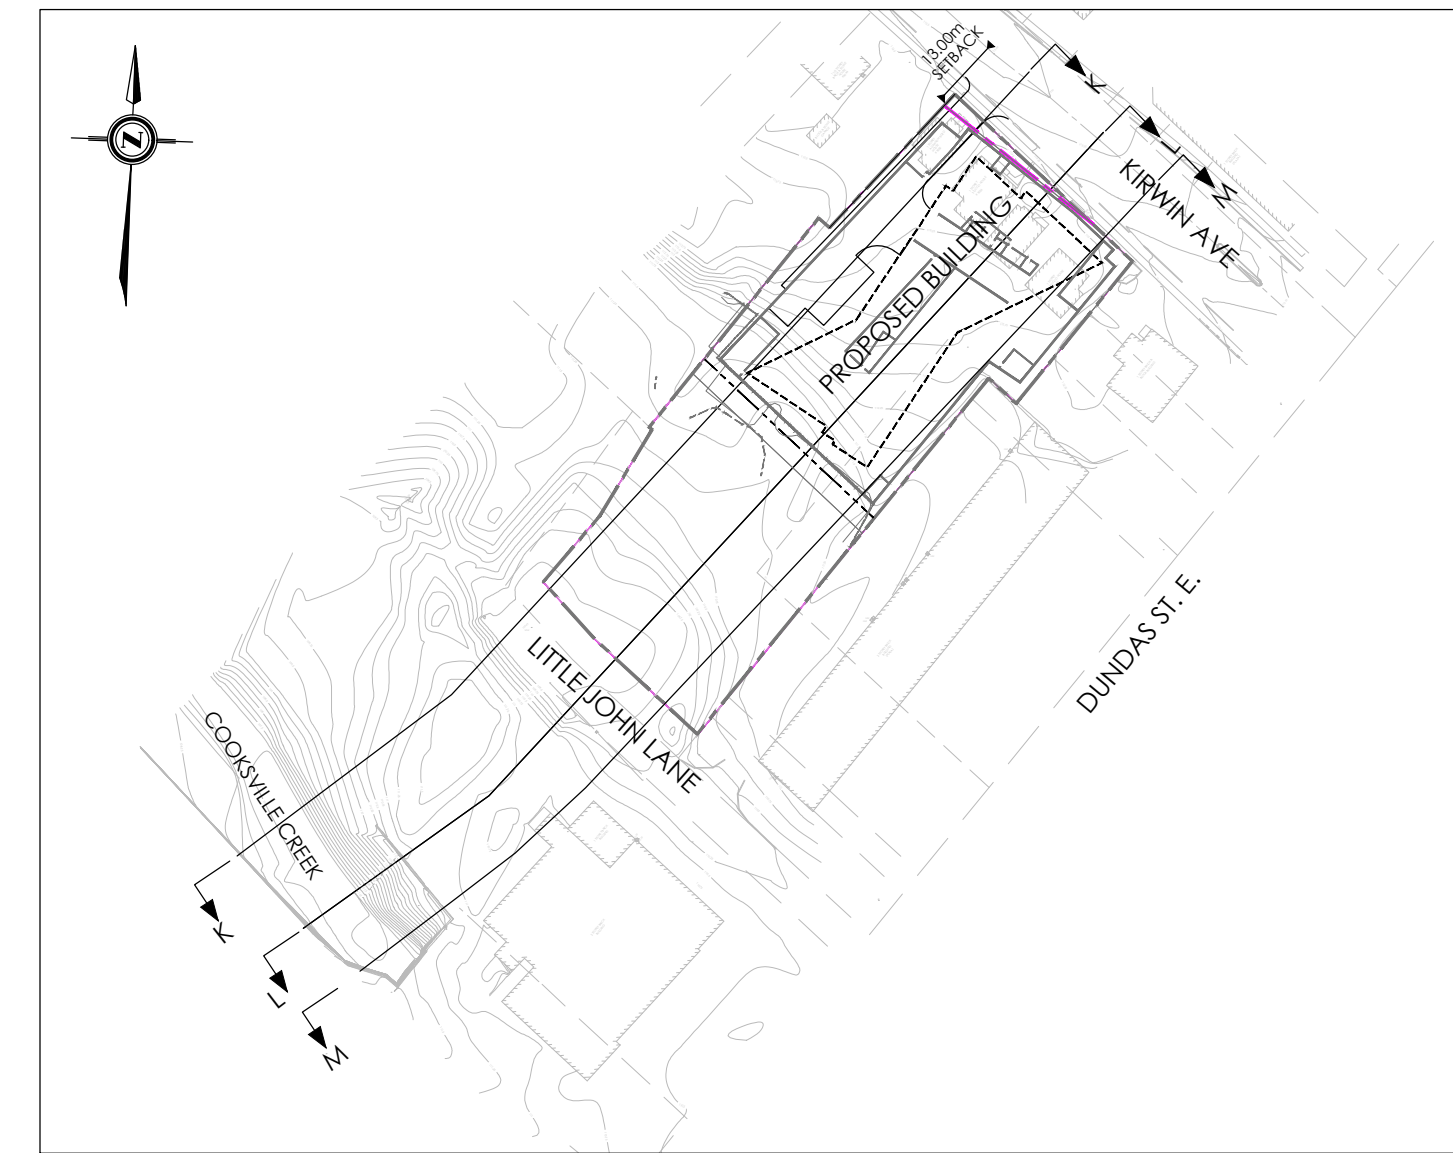 13.00m
SETBACK
K
L
M
KIRWIN AVE
N
PROPOSED BUILDING
DUNDAS ST. E.
LITTLE JOHN LANE
COOKSVILLE CREEK
K
L
M